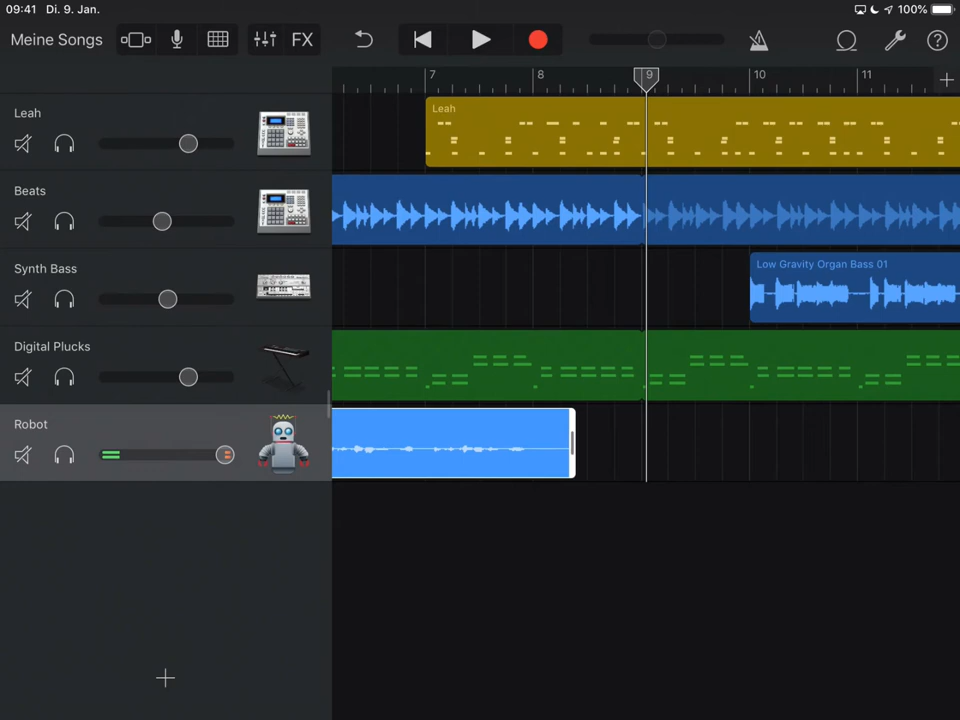 09:41 Di. 9. Jan.
100%
Meine Songs
FX
7 8 9 10 11
Leah
Leah
Beats
Synth Bass
Low Gravity Organ Bass 01
Digital Plucks
Robot